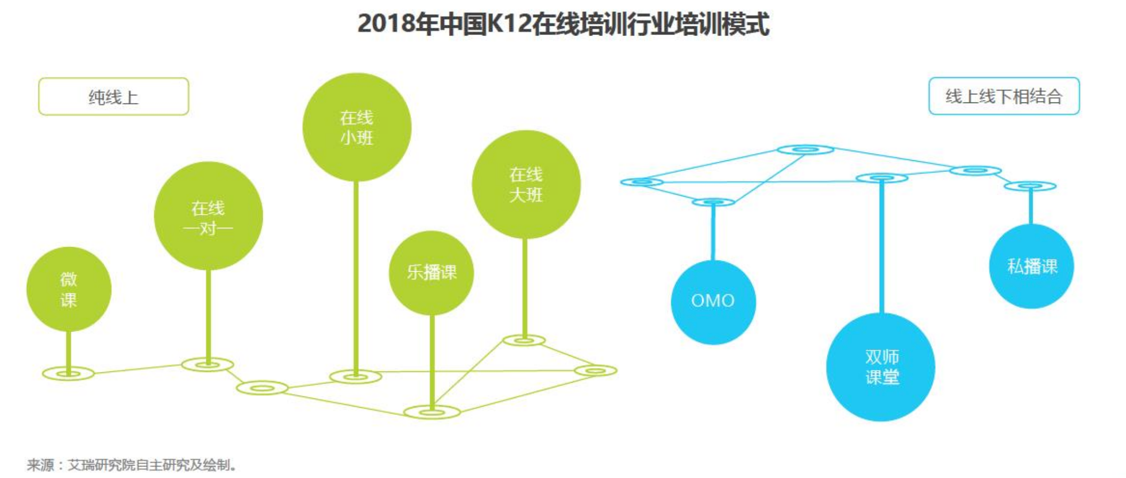 2018年中国K12在线培训行业培训模式
纯线上
线上线下相结合
微
课
在线
一对一
在线
小班
乐播课
在线
大班
OMO
双师
课堂
私播课
来源：艾瑞研究院自主研究及绘制。